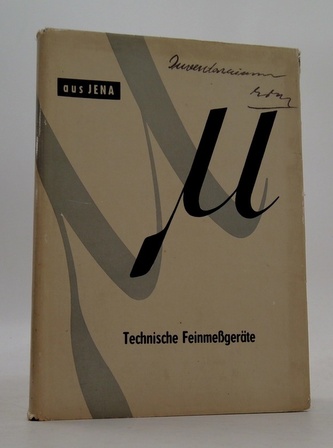 aus JENA
µ
Technische Feinmeßgeräte